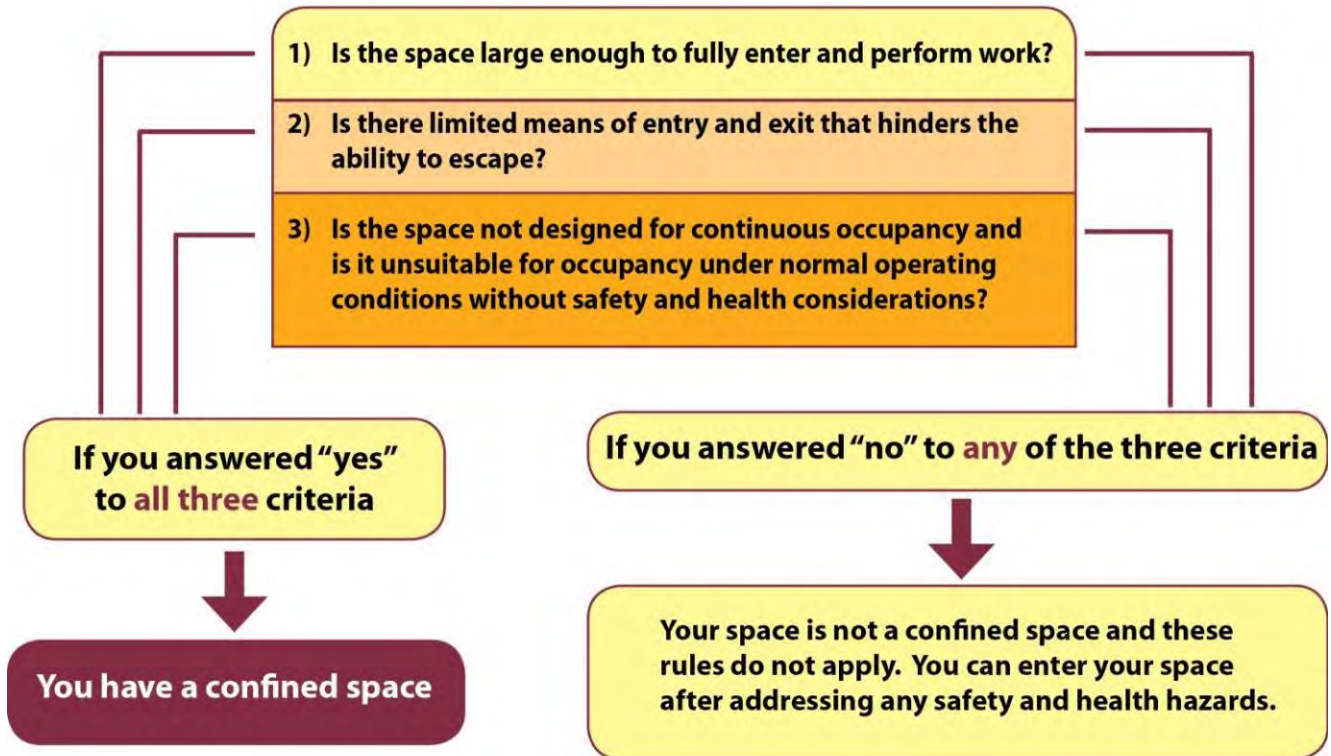 1) Is the space large enough to fully enter and perform work?
2) Is there limited means of entry and exit that hinders the
ability to escape?
3) Is the space not designed for continuous occupancy and
is it unsuitable for occupancy under normal operating
conditions without safety and health considerations?
If you answered “yes”
to all three criteria
You have a confined space
If you answered “no” to any of the three criteria
Your space is not a confined space and these
rules do not apply.  You can enter your space
after addressing any safety and health hazards.